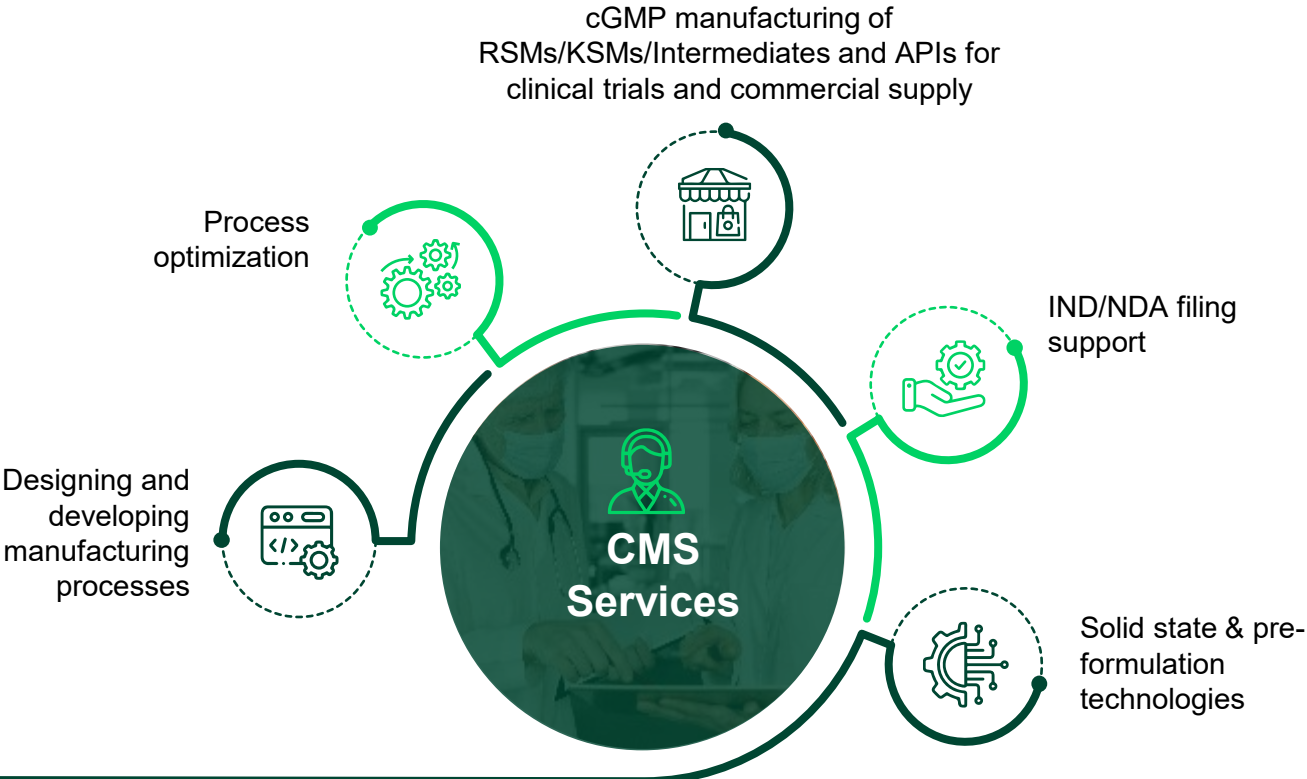 cGMP manufacturing of
RSMs/KSMs/Intermediates and APIs for
clinical trials and commercial supply
Process
optimization
IND/NDA filing
support
Designing and
developing
manufacturing
processes
CMS
Services
Solid state & pre-
formulation
technologies